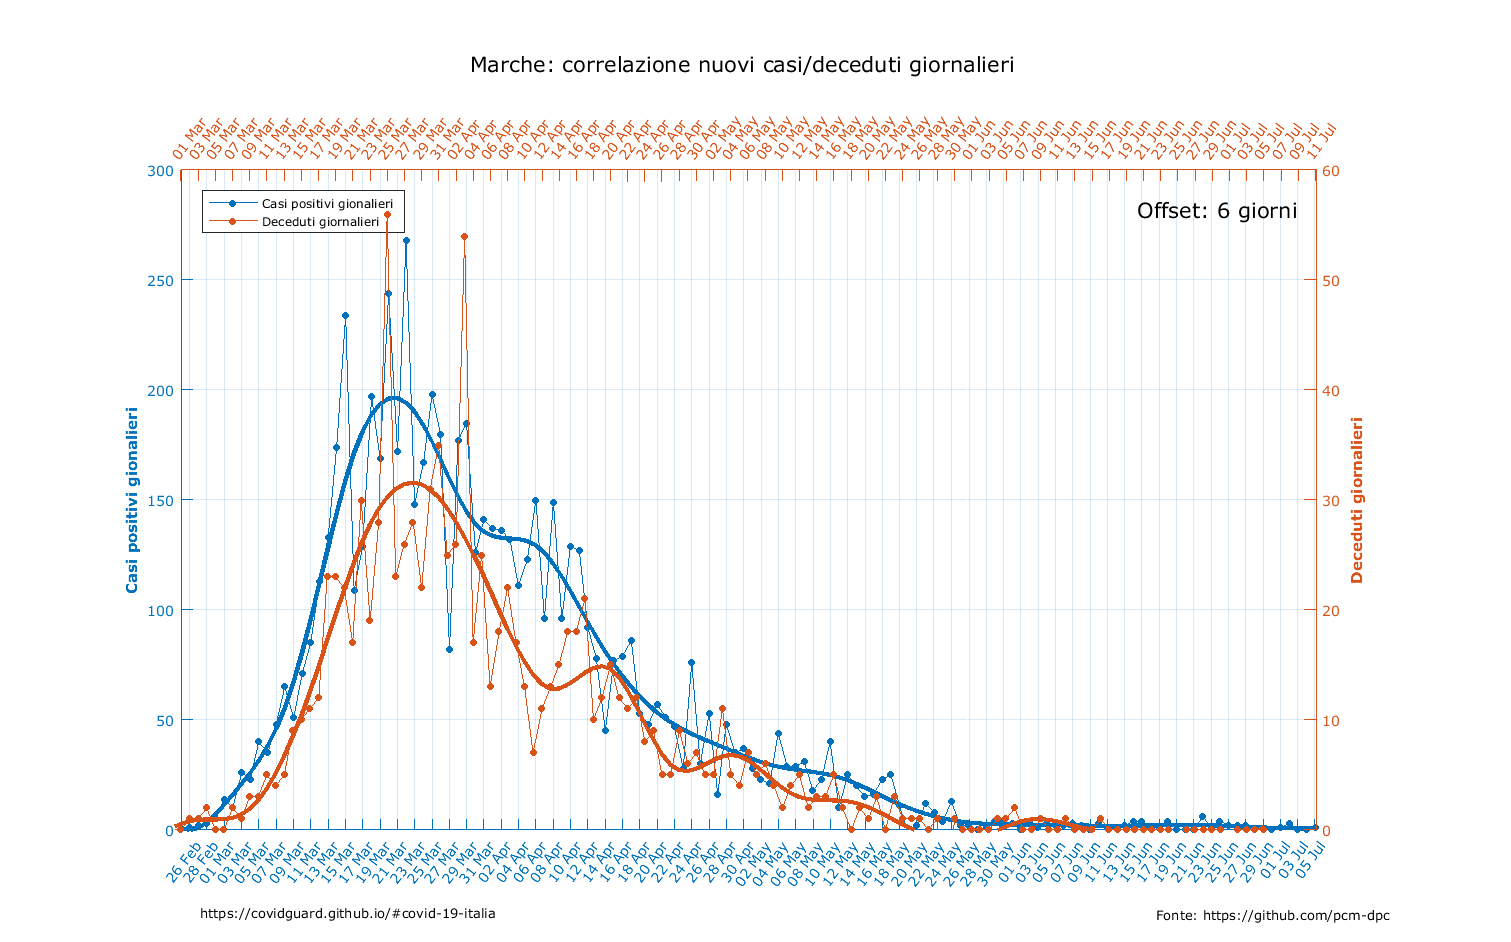 Marche: correlazione nuovi casi/deceduti giornalieri
01 Mar
03 Mar
05 Mar
07 Mar
09 Mar
11 Mar
13 Mar
15 Mar
17 Mar
19 Mar
21 Mar
23 Mar
25 Mar
27 Mar
29 Mar
31 Mar
02 Apr
04 Apr
06 Apr
08 Apr
10 Apr
12 Apr
14 Apr
16 Apr
18 Apr
20 Apr
22 Apr
24 Apr
26 Apr
28 Apr
30 Apr
02 May
04 May
06 May
08 May
10 May
12 May
14 May
16 May
18 May
20 May
22 May
24 May
26 May
28 May
30 May
01 Jun
03 Jun
05 Jun
07 Jun
09 Jun
11 Jun
13 Jun
15 Jun
17 Jun
19 Jun
21 Jun
23 Jun
25 Jun
27 Jun
29 Jun
01 Jul
03 Jul
05 Jul
07 Jul
09 Jul
11 Jul
Casi positivi gionalieri
Deceduti giornalieri
Offset: 6 giorni
300
250
200
150
100
50
0
Casi positivi gionalieri
60
50
40
30
20
10
0
Deceduti giornalieri
26 Feb
28 Feb
01 Mar
03 Mar
05 Mar
07 Mar
09 Mar
11 Mar
13 Mar
15 Mar
17 Mar
19 Mar
21 Mar
23 Mar
25 Mar
27 Mar
29 Mar
31 Mar
02 Apr
04 Apr
06 Apr
08 Apr
10 Apr
12 Apr
14 Apr
16 Apr
18 Apr
20 Apr
22 Apr
24 Apr
26 Apr
28 Apr
30 Apr
02 May
04 May
06 May
08 May
10 May
12 May
14 May
16 May
18 May
20 May
22 May
24 May
26 May
28 May
30 May
01 Jun
03 Jun
05 Jun
07 Jun
09 Jun
11 Jun
13 Jun
15 Jun
17 Jun
19 Jun
21 Jun
23 Jun
25 Jun
27 Jun
29 Jun
01 Jul
03 Jul
05 Jul
https://covidguard.github.io/#covid-19-italia
Fonte: https://github.com/pcm-dpc